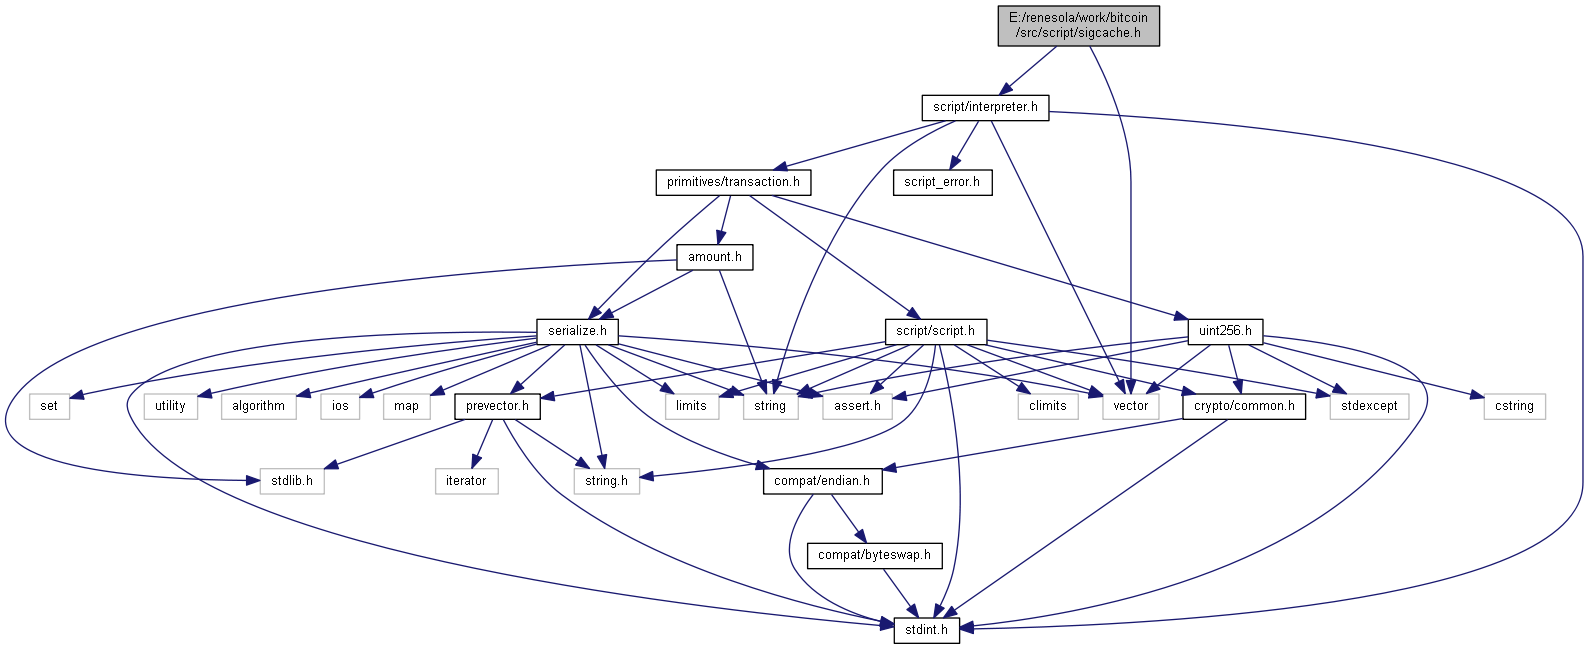 E:/renesola/work/bitcoin
/src/script/sigcache.h
script/interpreter.h
primitives/transaction.h
script_error.h
amount.h
serialize.h
script/script.h
uint256.h
set
utility
algorithm
ios
map
prevector.h
limits
string
assert.h
climits
vector
crypto/common.h
stdexcept
cstring
stdlib.h
iterator
string.h
compat/endian.h
compat/byteswap.h
stdint.h